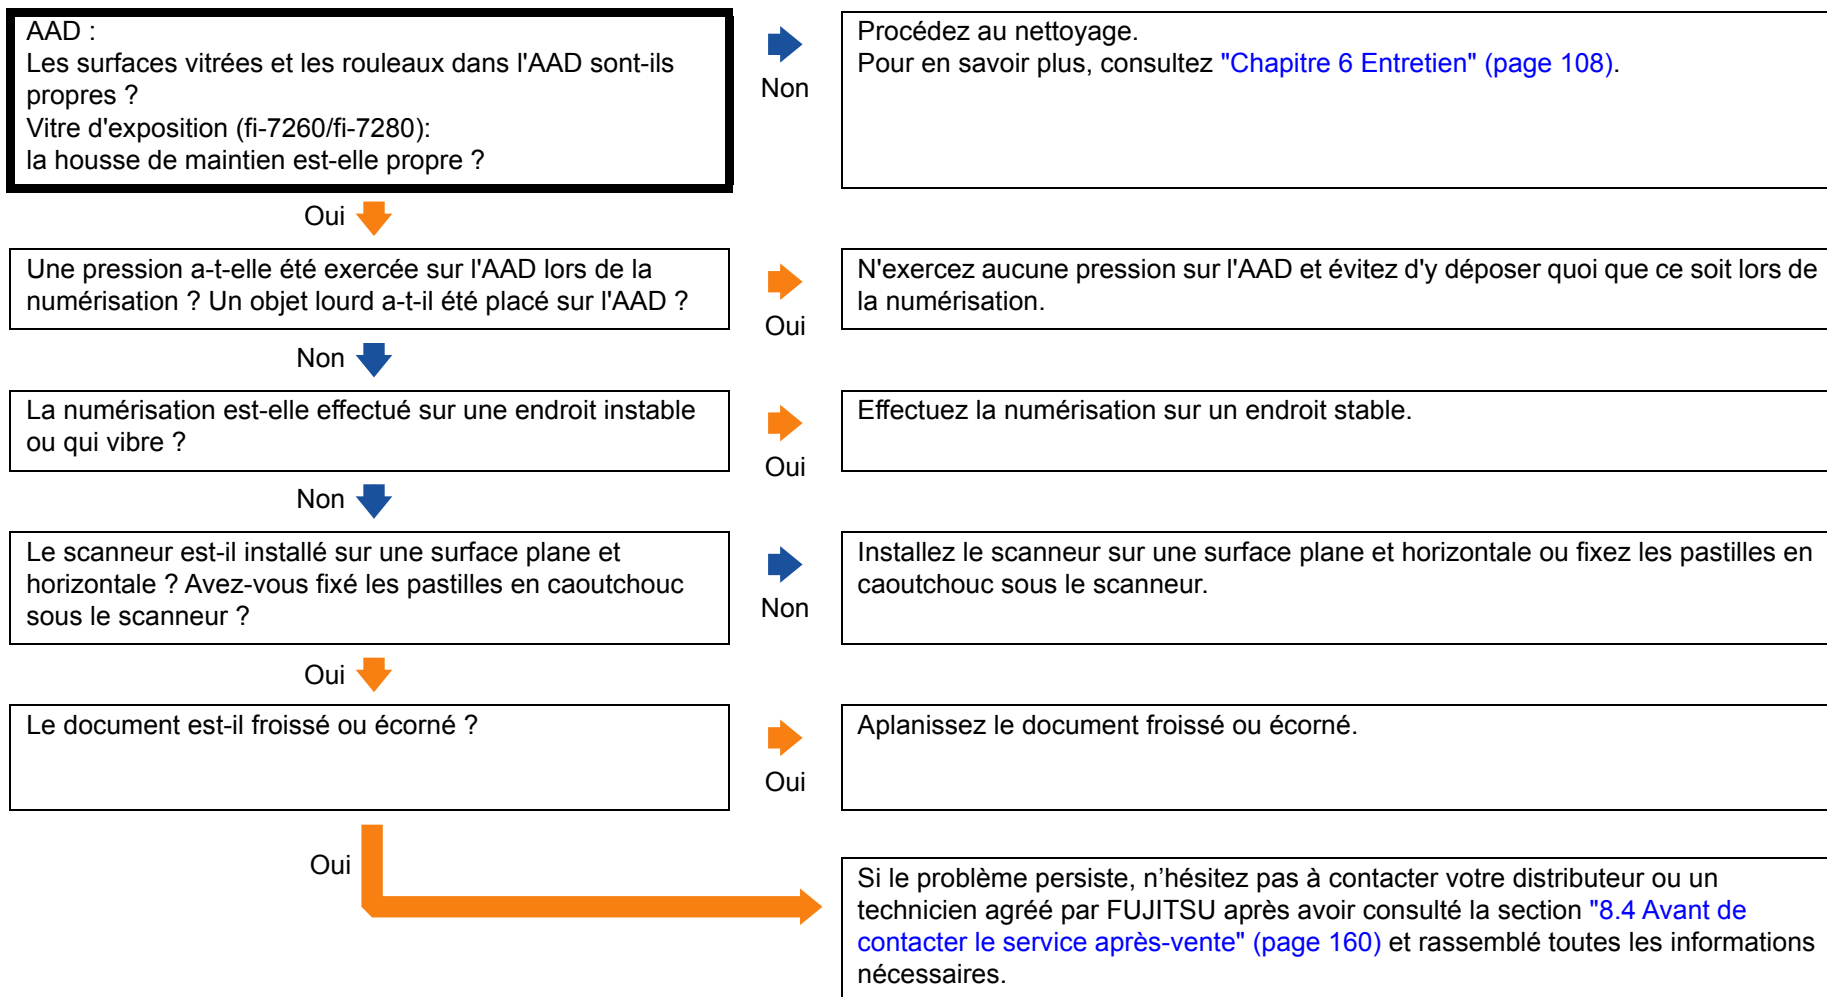 AAD :
Les surfaces vitrées et les rouleaux dans l'AAD sont-ils
propres ?
Vitre d'exposition (fi-7260/fi-7280):
la housse de maintien est-elle propre ?
Non
Procédez au nettoyage.
Pour en savoir plus, consultez "Chapitre 6 Entretien" (page 108).
Oui
Une pression a-t-elle été exercée sur l'AAD lors de la
numérisation ? Un objet lourd a-t-il été placé sur l'AAD ?
Oui
N'exercez aucune pression sur l'AAD et évitez d'y déposer quoi que ce soit lors de
la numérisation.
Non
La numérisation est-elle effectué sur une endroit instable
ou qui vibre ?
Oui
Effectuez la numérisation sur un endroit stable.
Non
Le scanneur est-il installé sur une surface plane et
horizontale ? Avez-vous fixé les pastilles en caoutchouc
sous le scanneur ?
Non
Installez le scanneur sur une surface plane et horizontale ou fixez les pastilles en
caoutchouc sous le scanneur.
Oui
Le document est-il froissé ou écorné ?
Oui
Aplanissez le document froissé ou écorné.
Oui
Si le problème persiste, n’hésitez pas à contacter votre distributeur ou un
technicien agréé par FUJITSU après avoir consulté la section "8.4 Avant de
contacter le service après-vente" (page 160) et rassemblé toutes les informations
nécessaires.